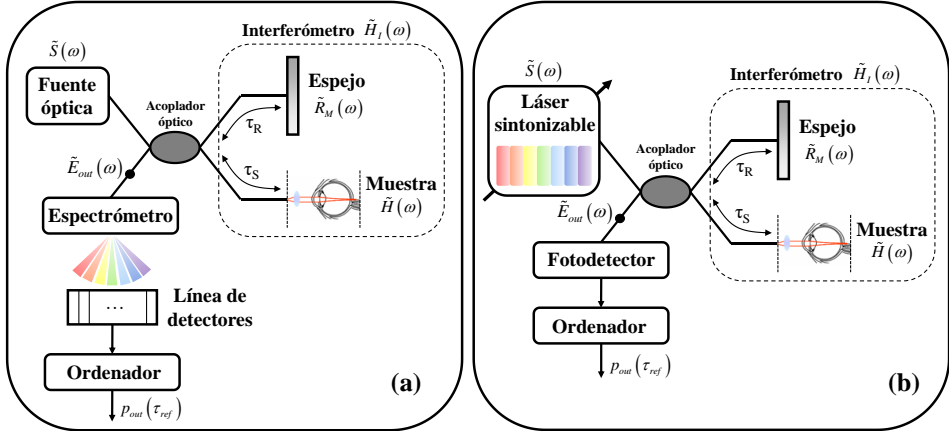 S̃(ω)
Fuente
óptica
Acoplador
óptico
Interferómetro H̃_I(ω)
Espejo
R̃_M(ω)
τ_R
τ_S
Muestra
H̃(ω)
Ẽ_out(ω)
Espectrómetro
...
Línea de
detectores
Ordenador
p_out(τ_ref)
(a)
S̃(ω)
Láser
sintonizable
Acoplador
óptico
Interferómetro H̃_I(ω)
Espejo
R̃_M(ω)
τ_R
τ_S
Muestra
H̃(ω)
Ẽ_out(ω)
Fotodetector
Ordenador
p_out(τ_ref)
(b)